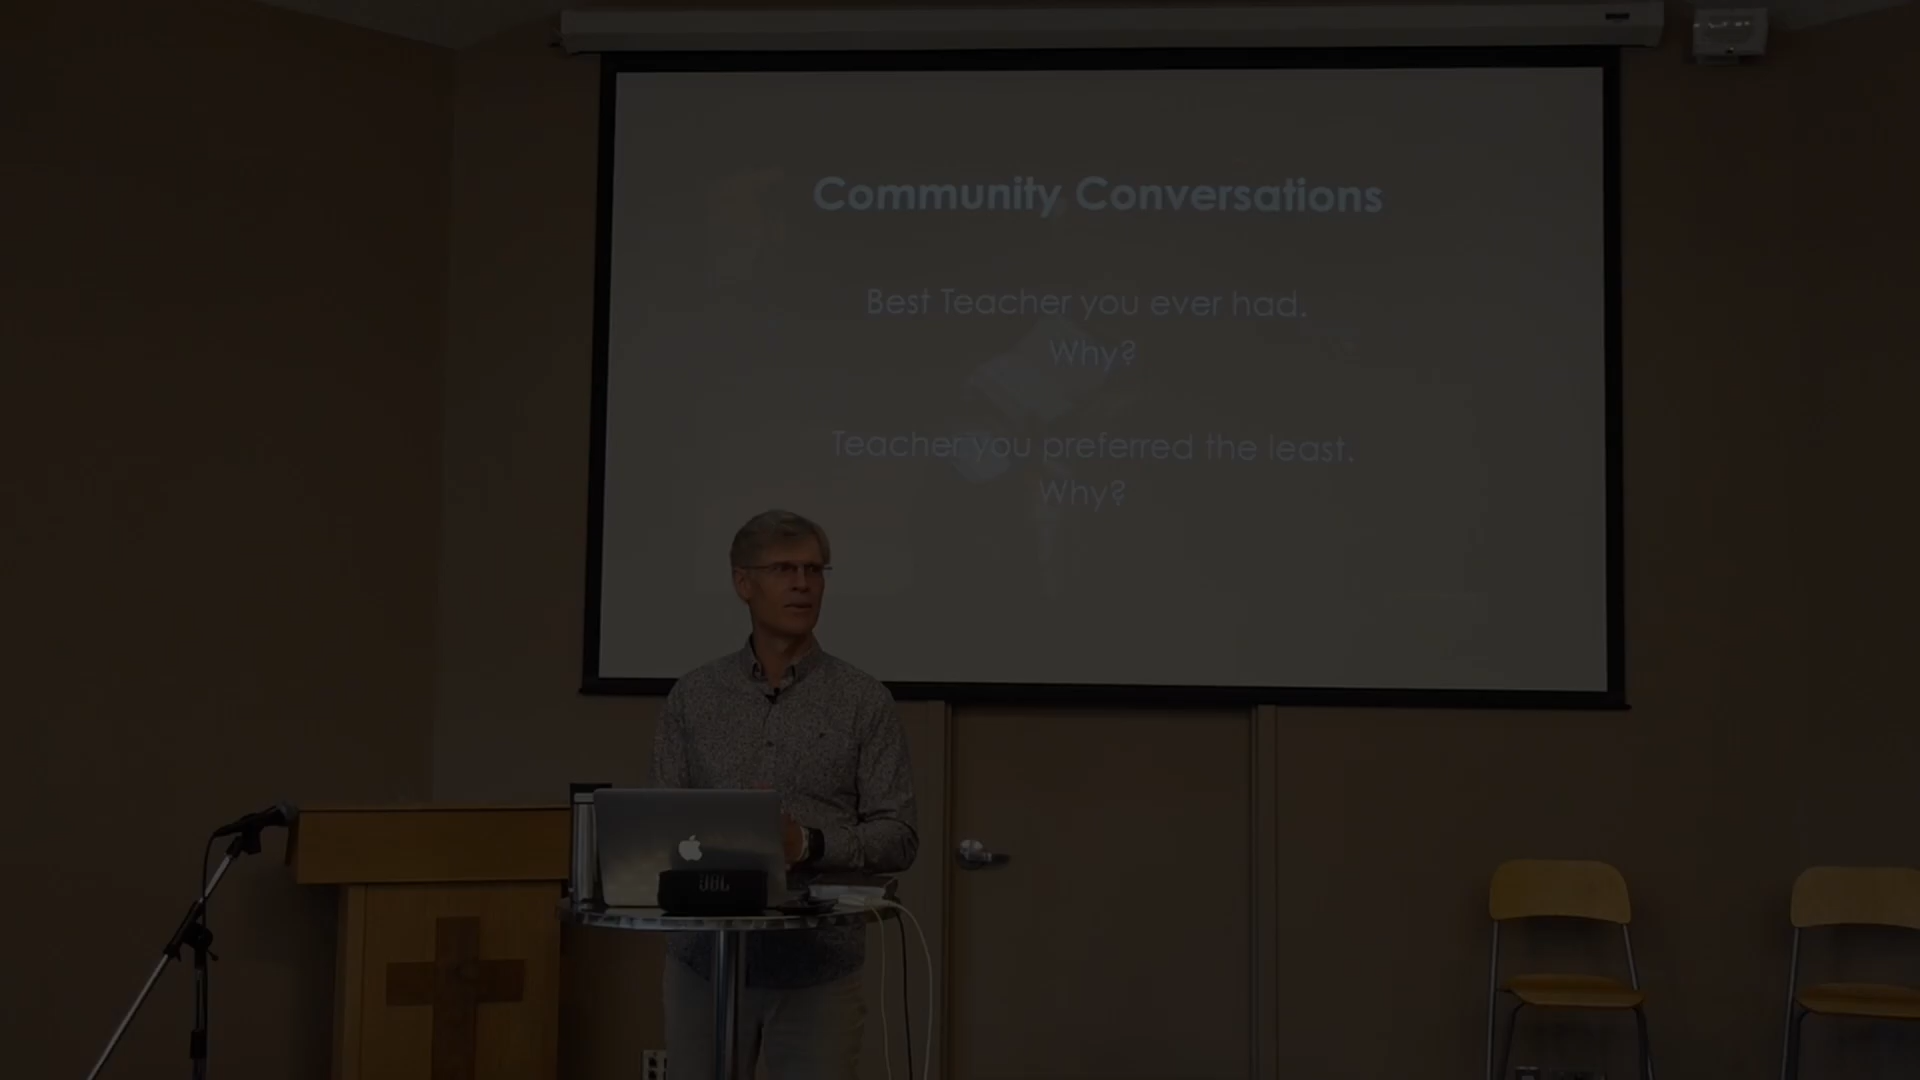 Community Conversations
Best Teacher you ever had.
Why?
Teacher you preferred the least.
Why?
JBL